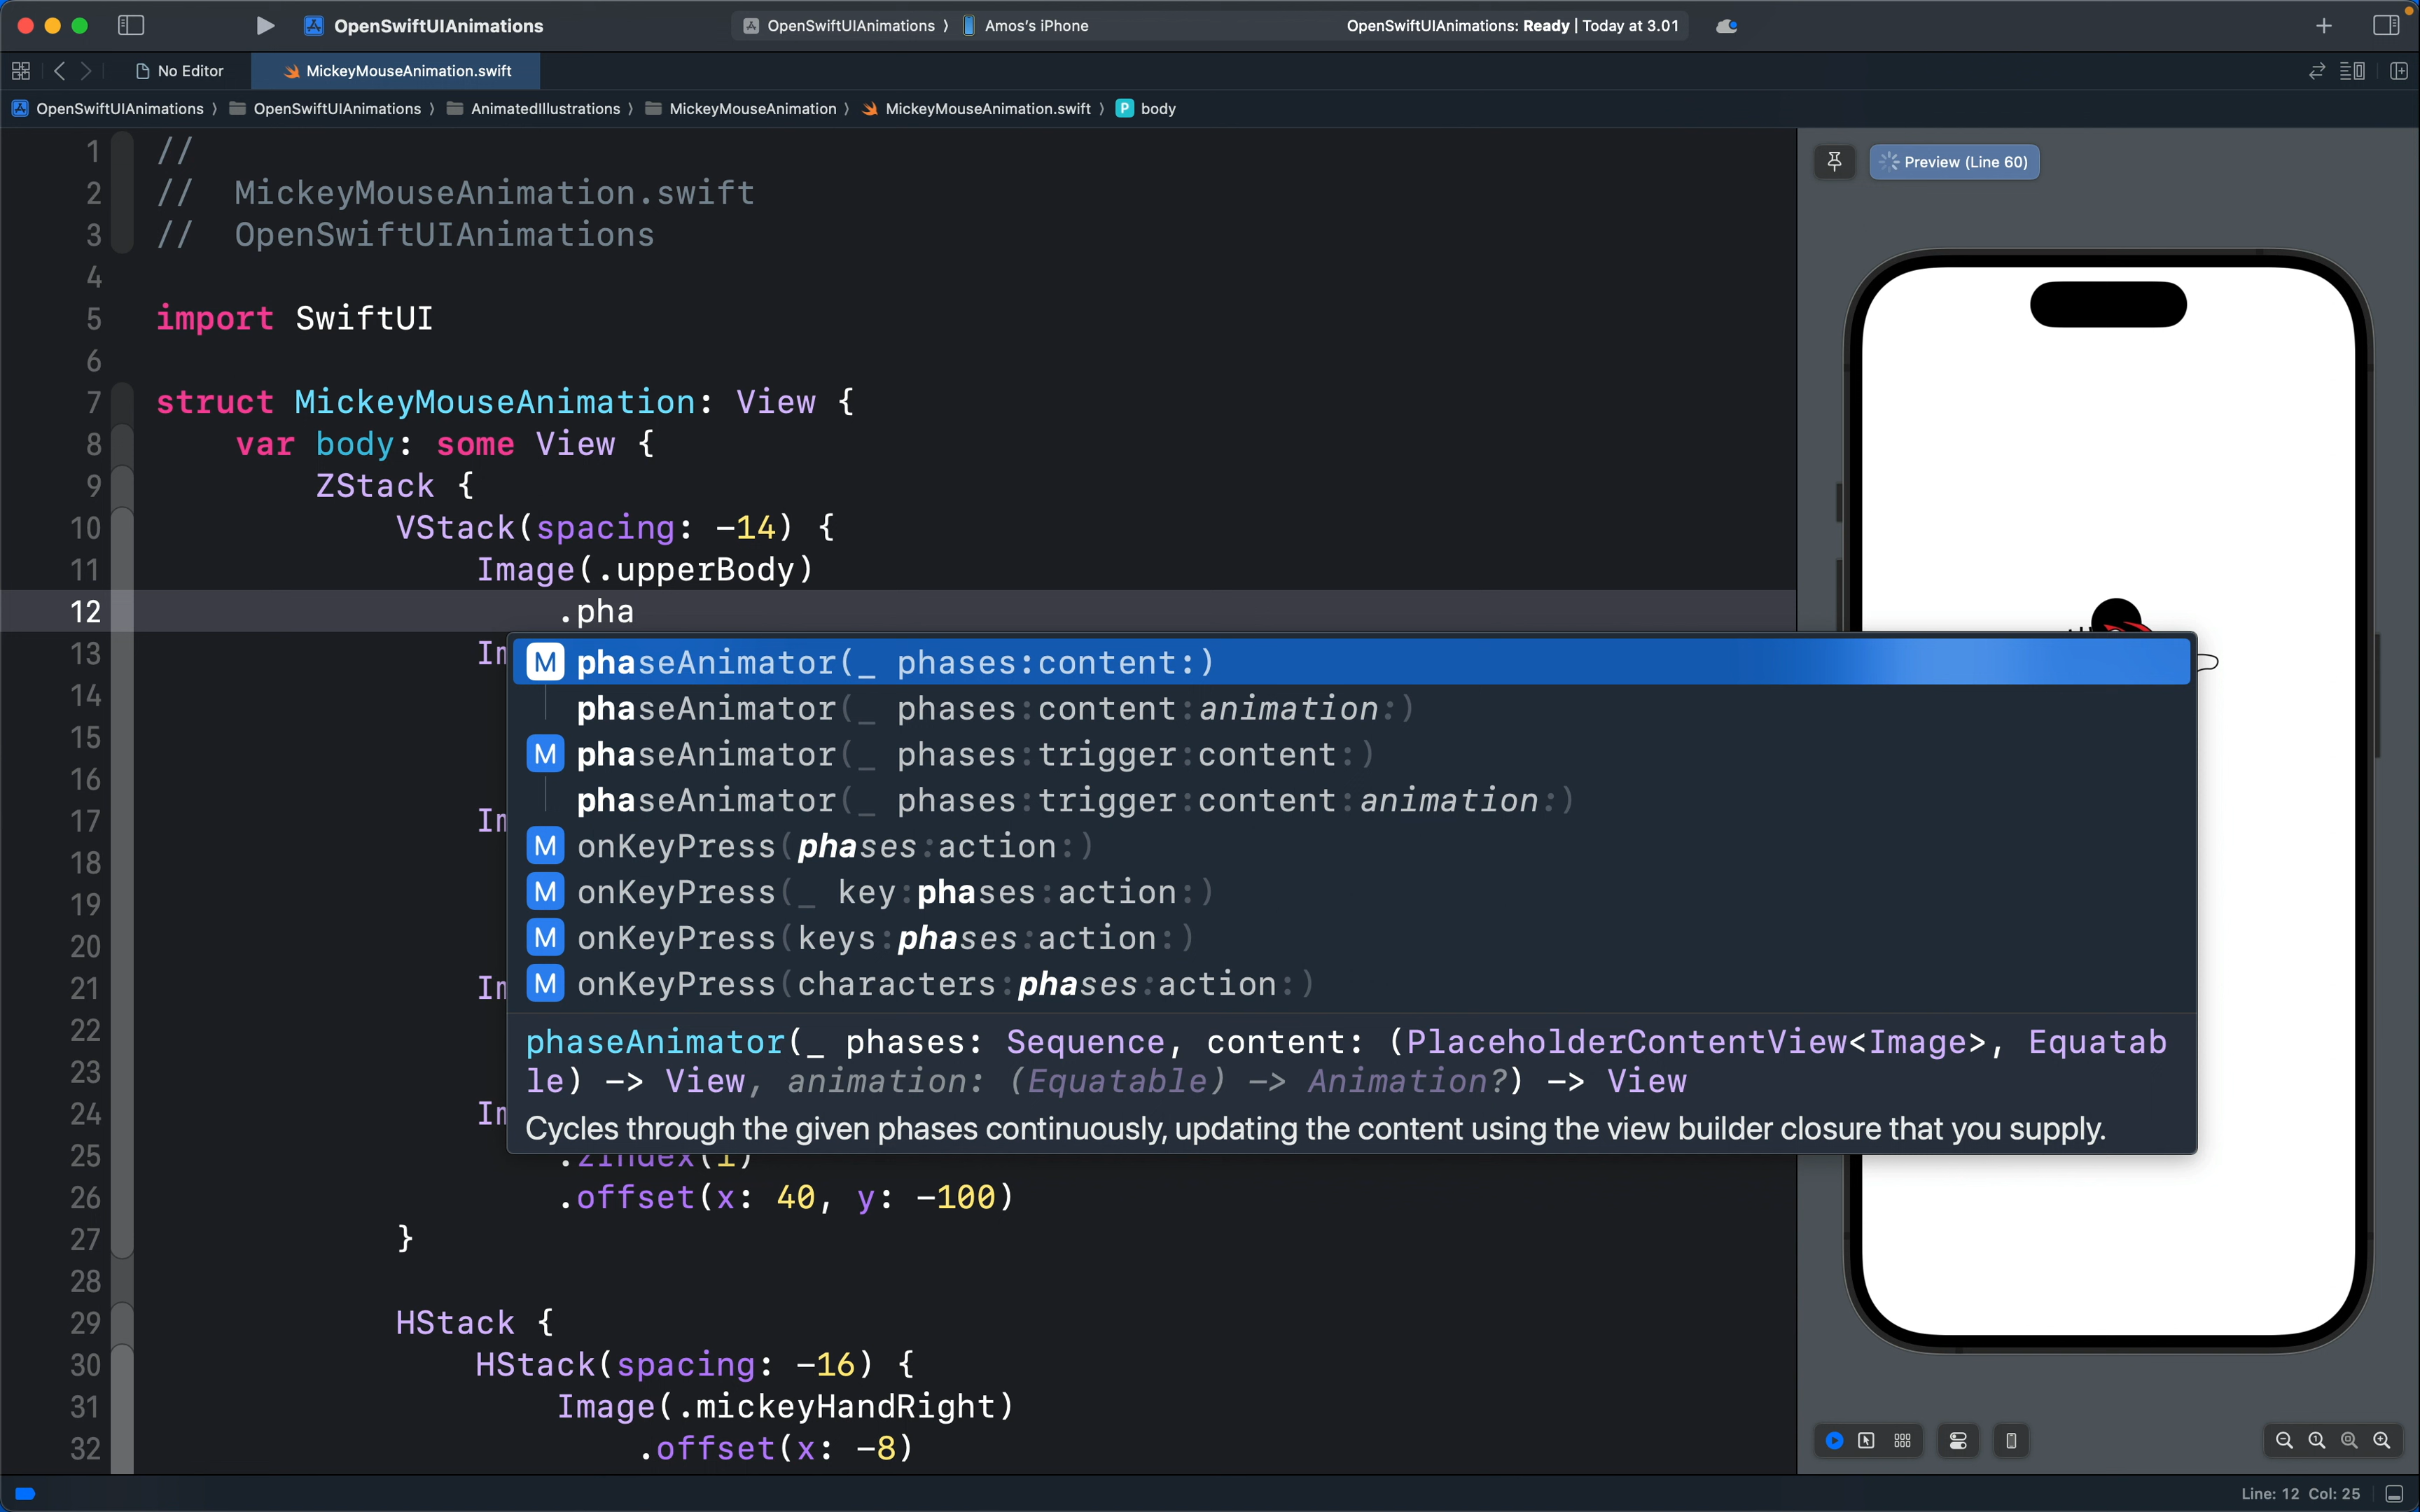 OpenSwiftUIAnimations
OpenSwiftUIAnimations 〉 Amos's iPhone
OpenSwiftUIAnimations: Ready | Today at 3.01
No Editor
MickeyMouseAnimation.swift
OpenSwiftUIAnimations 〉 OpenSwiftUIAnimations 〉 AnimatedIllustrations 〉 MickeyMouseAnimation 〉 MickeyMouseAnimation.swift 〉 P body
1 //
2 //  MickeyMouseAnimation.swift
3 //  OpenSwiftUIAnimations
4
5 import SwiftUI
6
7 struct MickeyMouseAnimation: View {
8 var body: some View {
9 ZStack {
10 VStack(spacing: -14) {
11 Image(.upperBody)
12 .pha
13 Im
14
15
16
17 Im
18
19
20
21 Im
22
23
24 Im
25 .zIndex(1)
26 .offset(x: 40, y: -100)
27 }
28
29 HStack {
30 HStack(spacing: -16) {
31 Image(.mickeyHandRight)
32 .offset(x: -8)
M phaseAnimator(_ phases:content:)
phaseAnimator(_ phases:content:animation:)
M phaseAnimator(_ phases:trigger:content:)
phaseAnimator(_ phases:trigger:content:animation:)
M onKeyPress(phases:action:)
M onKeyPress(_ key:phases:action:)
M onKeyPress(keys:phases:action:)
M onKeyPress(characters:phases:action:)
phaseAnimator(_ phases: Sequence, content: (PlaceholderContentView<Image>, Equatab
le) -> View, animation: (Equatable) -> Animation?) -> View
Cycles through the given phases continuously, updating the content using the view builder closure that you supply.
Preview (Line 60)
Line: 12 Col: 25